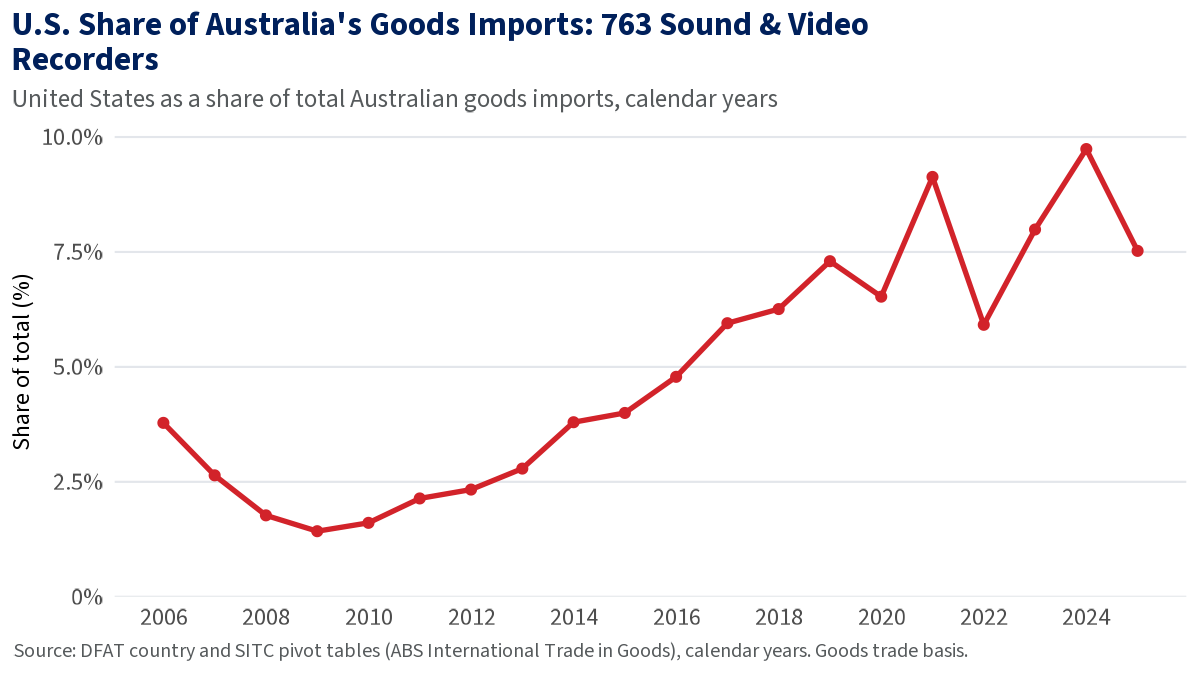 U.S. Share of Australia's Goods Imports: 763 Sound & Video
Recorders
United States as a share of total Australian goods imports, calendar years
10.0%
7.5%
5.0%
2.5%
0%
Share of total (%)
2006 2008 2010 2012 2014 2016 2018 2020 2022 2024
Source: DFAT country and SITC pivot tables (ABS International Trade in Goods), calendar years. Goods trade basis.